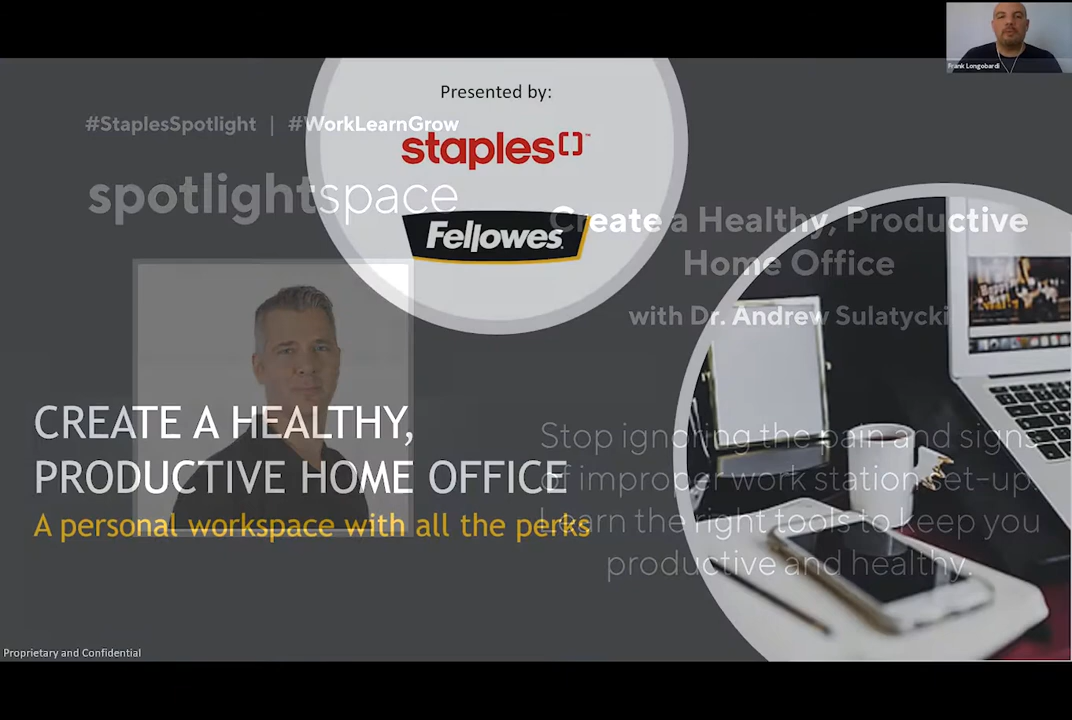 Frank Longobardi
Presented by:
#StaplesSpotlight | #WorkLearnGrow
staples™
spotlightspace
Fellowes®
Create a Healthy, Productive
Home Office
with Dr. Andrew Sulatycki
CREATE A HEALTHY,
PRODUCTIVE HOME OFFICE
A personal workspace with all the perks
Stop ignoring the pain and signs
of improper work station set-up.
Learn the right tools to keep you
productive and healthy.
Proprietary and Confidential